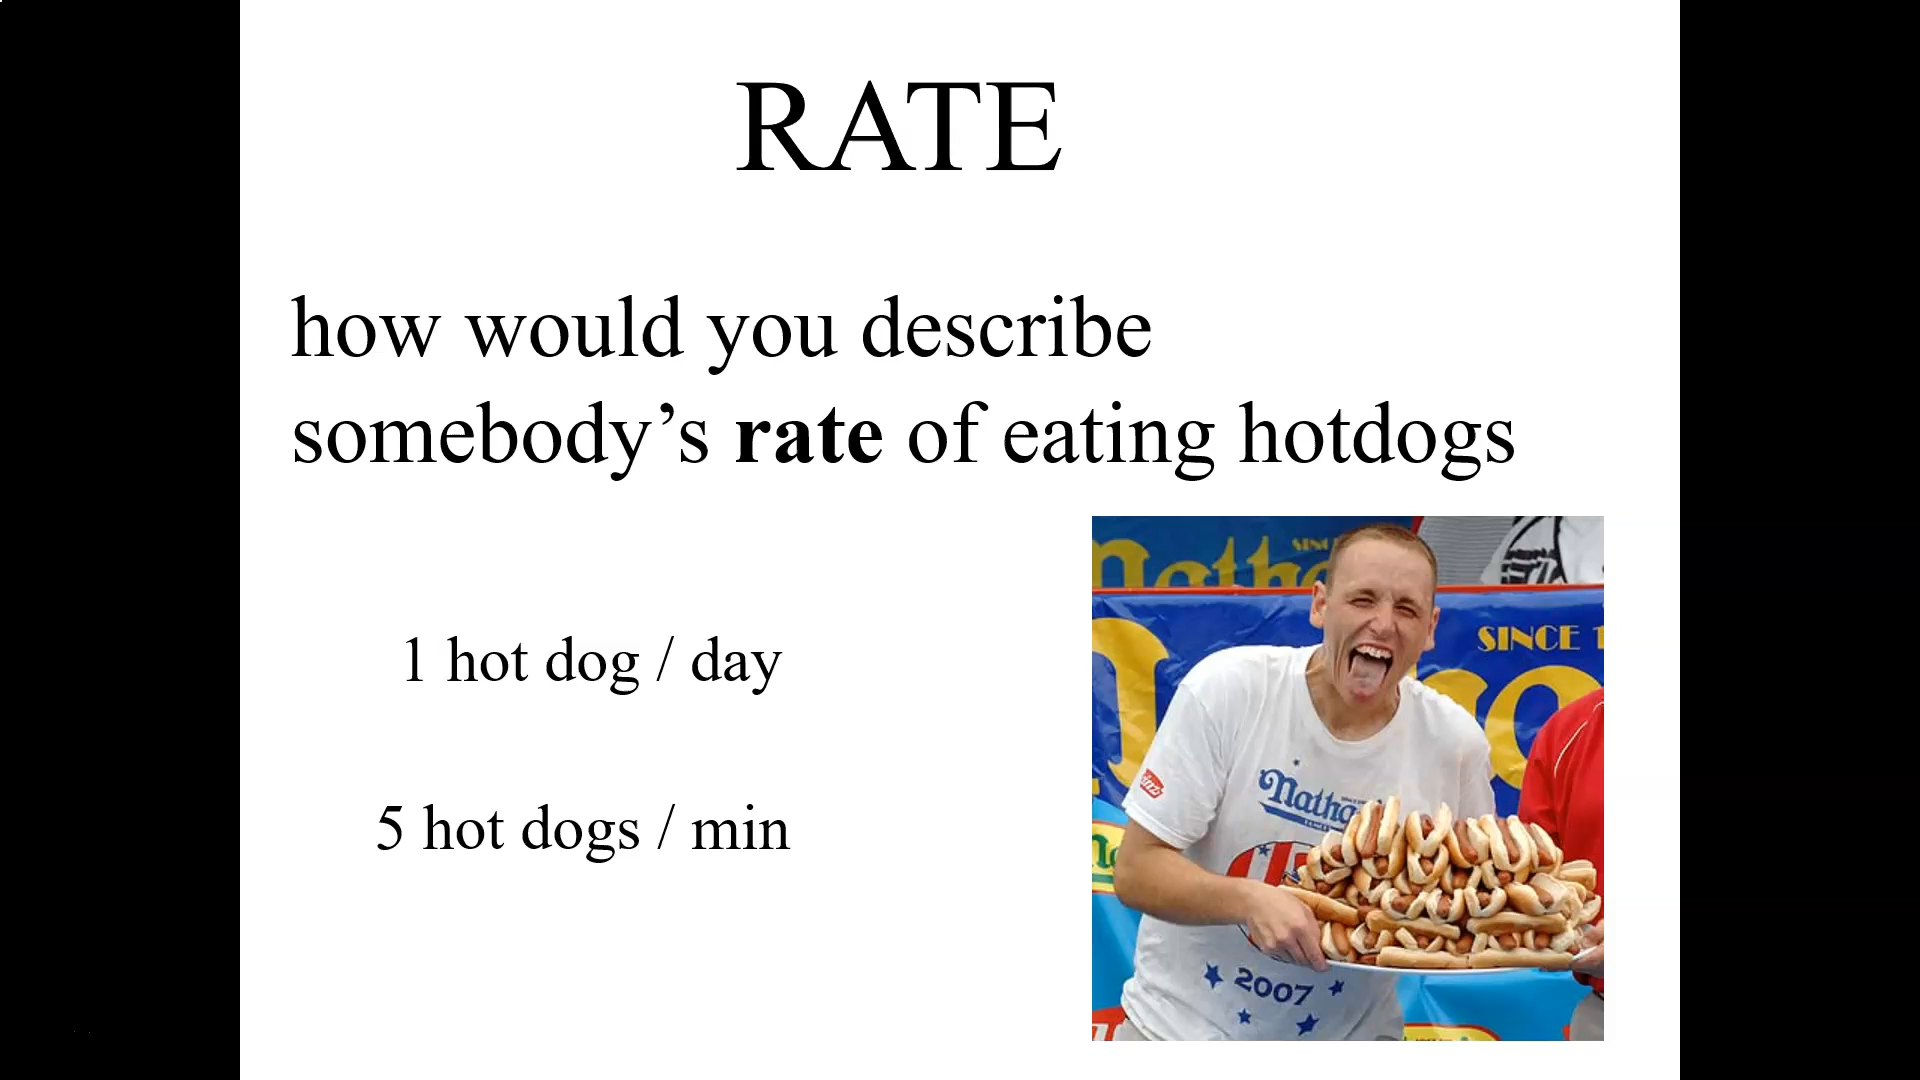 RATE
how would you describe
somebody’s rate of eating hotdogs
1 hot dog / day
5 hot dogs / min
SINCE
Nathan
2007